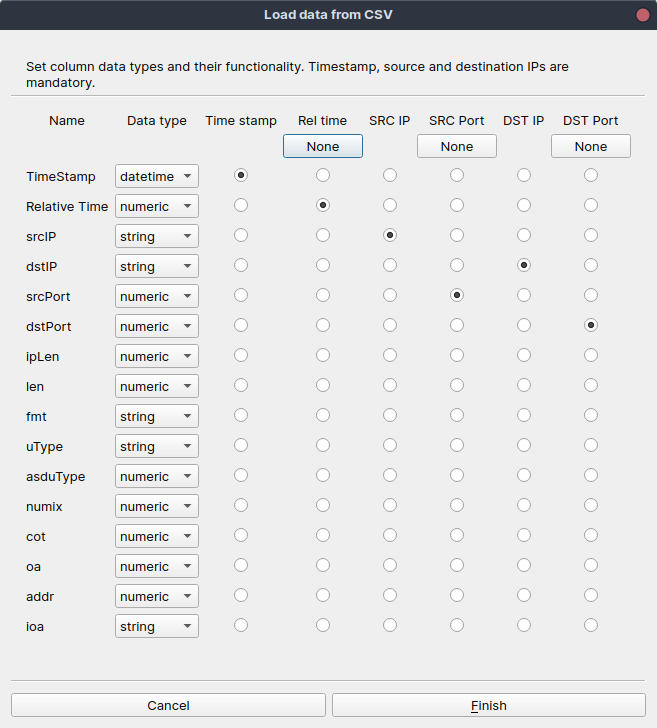 Load data from CSV
Set column data types and their functionality. Timestamp, source and destination IPs are
mandatory.
Name Data type Time stamp Rel time SRC IP SRC Port DST IP DST Port
None None None
TimeStamp datetime
Relative Time numeric
srcIP string
dstIP string
srcPort numeric
dstPort numeric
ipLen numeric
len numeric
fmt string
uType string
asduType numeric
numix numeric
cot numeric
oa numeric
addr numeric
ioa string
Cancel Finish